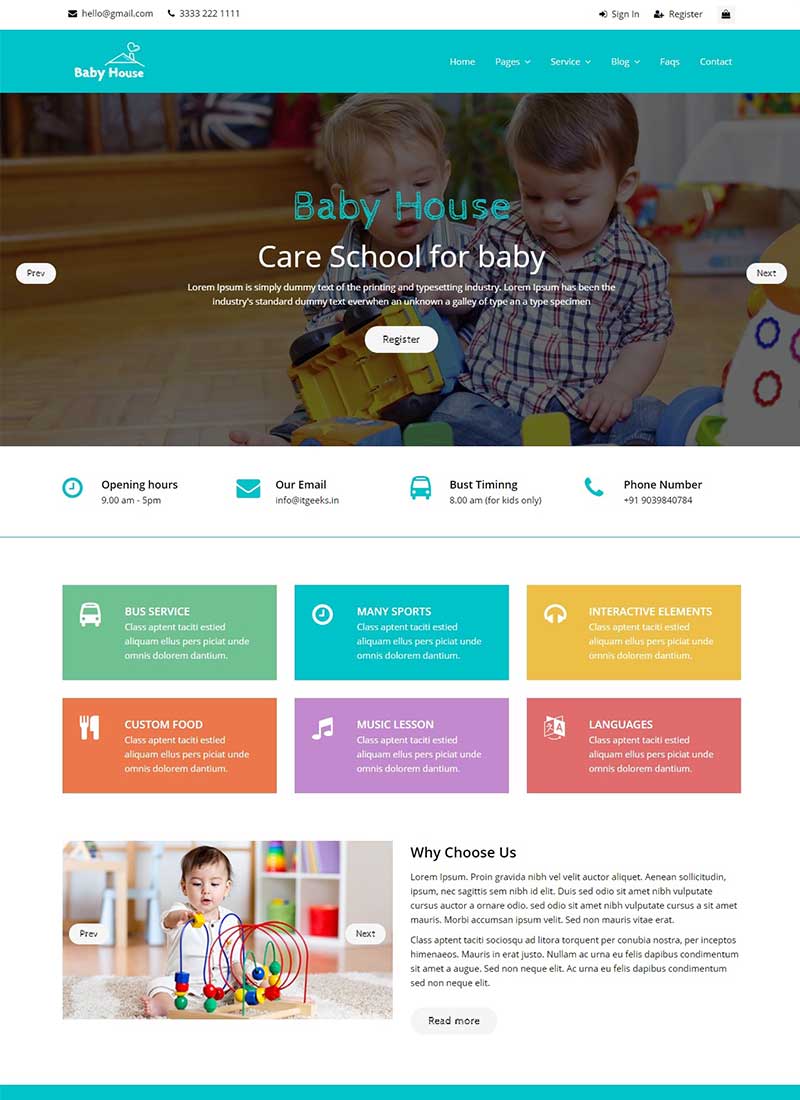 hello@gmail.com 3333 222 1111 Sign In Register
Baby House Home Pages Service Blog Faqs Contact
Baby House
Care School for baby
Prev Next
Lorem Ipsum is simply dummy text of the printing and typesetting industry. Lorem Ipsum has been the
industry's standard dummy text everwhen an unknown a galley of type an a type specimen
Register
Opening hours
9.00 am - 5pm
Our Email
info@itgeeks.in
Bust Timinng
8.00 am (for kids only)
Phone Number
+91 9039840784
BUS SERVICE
Class aptent taciti estied
aliquam ellus pers piciat unde
omnis dolorem dantium.
MANY SPORTS
Class aptent taciti estied
aliquam ellus pers piciat unde
omnis dolorem dantium.
INTERACTIVE ELEMENTS
Class aptent taciti estied
aliquam ellus pers piciat unde
omnis dolorem dantium.
CUSTOM FOOD
Class aptent taciti estied
aliquam ellus pers piciat unde
omnis dolorem dantium.
MUSIC LESSON
Class aptent taciti estied
aliquam ellus pers piciat unde
omnis dolorem dantium.
LANGUAGES
Class aptent taciti estied
aliquam ellus pers piciat unde
omnis dolorem dantium.
Prev Next
Why Choose Us
Lorem Ipsum. Proin gravida nibh vel velit auctor aliquet. Aenean sollicitudin,
ipsum, nec sagittis sem nibh id elit. Duis sed odio sit amet nibh vulputate
cursus auctor a ornare odio. sed odio sit amet nibh vulputate cursus a sit amet
mauris. Morbi accumsan ipsum velit. Sed non mauris vitae erat.
Class aptent taciti sociosqu ad litora torquent per conubia nostra, per inceptos
himenaeos. Mauris in erat justo. Nullam ac urna eu felis dapibus condimentum
sit amet a augue. Sed non neque elit. Ac urna eu felis dapibus condimentum
sed non neque elit.
Read more